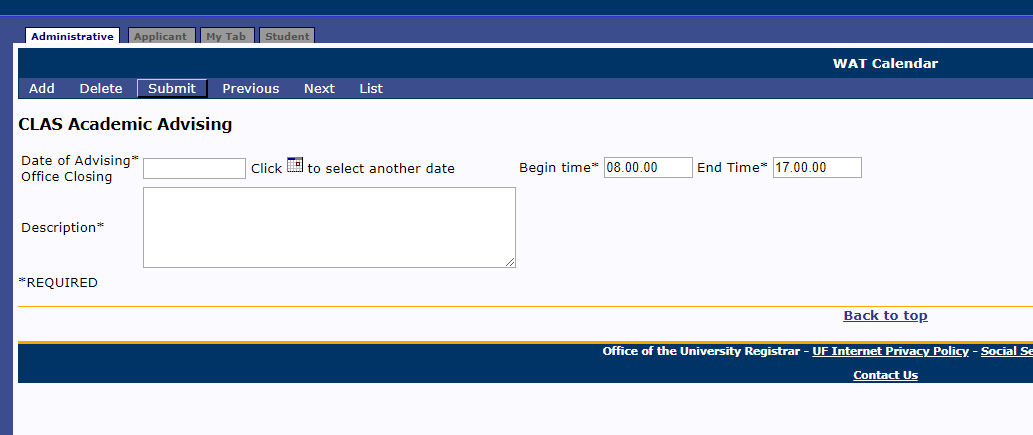 Administrative Applicant My Tab Student
WAT Calendar
Add Delete Submit Previous Next List
CLAS Academic Advising
Date of Advising* Office Closing Click to select another date Begin time* 08.00.00 End Time* 17.00.00
Description*
*REQUIRED
Back to top
Office of the University Registrar - UF Internet Privacy Policy - Social Se
Contact Us